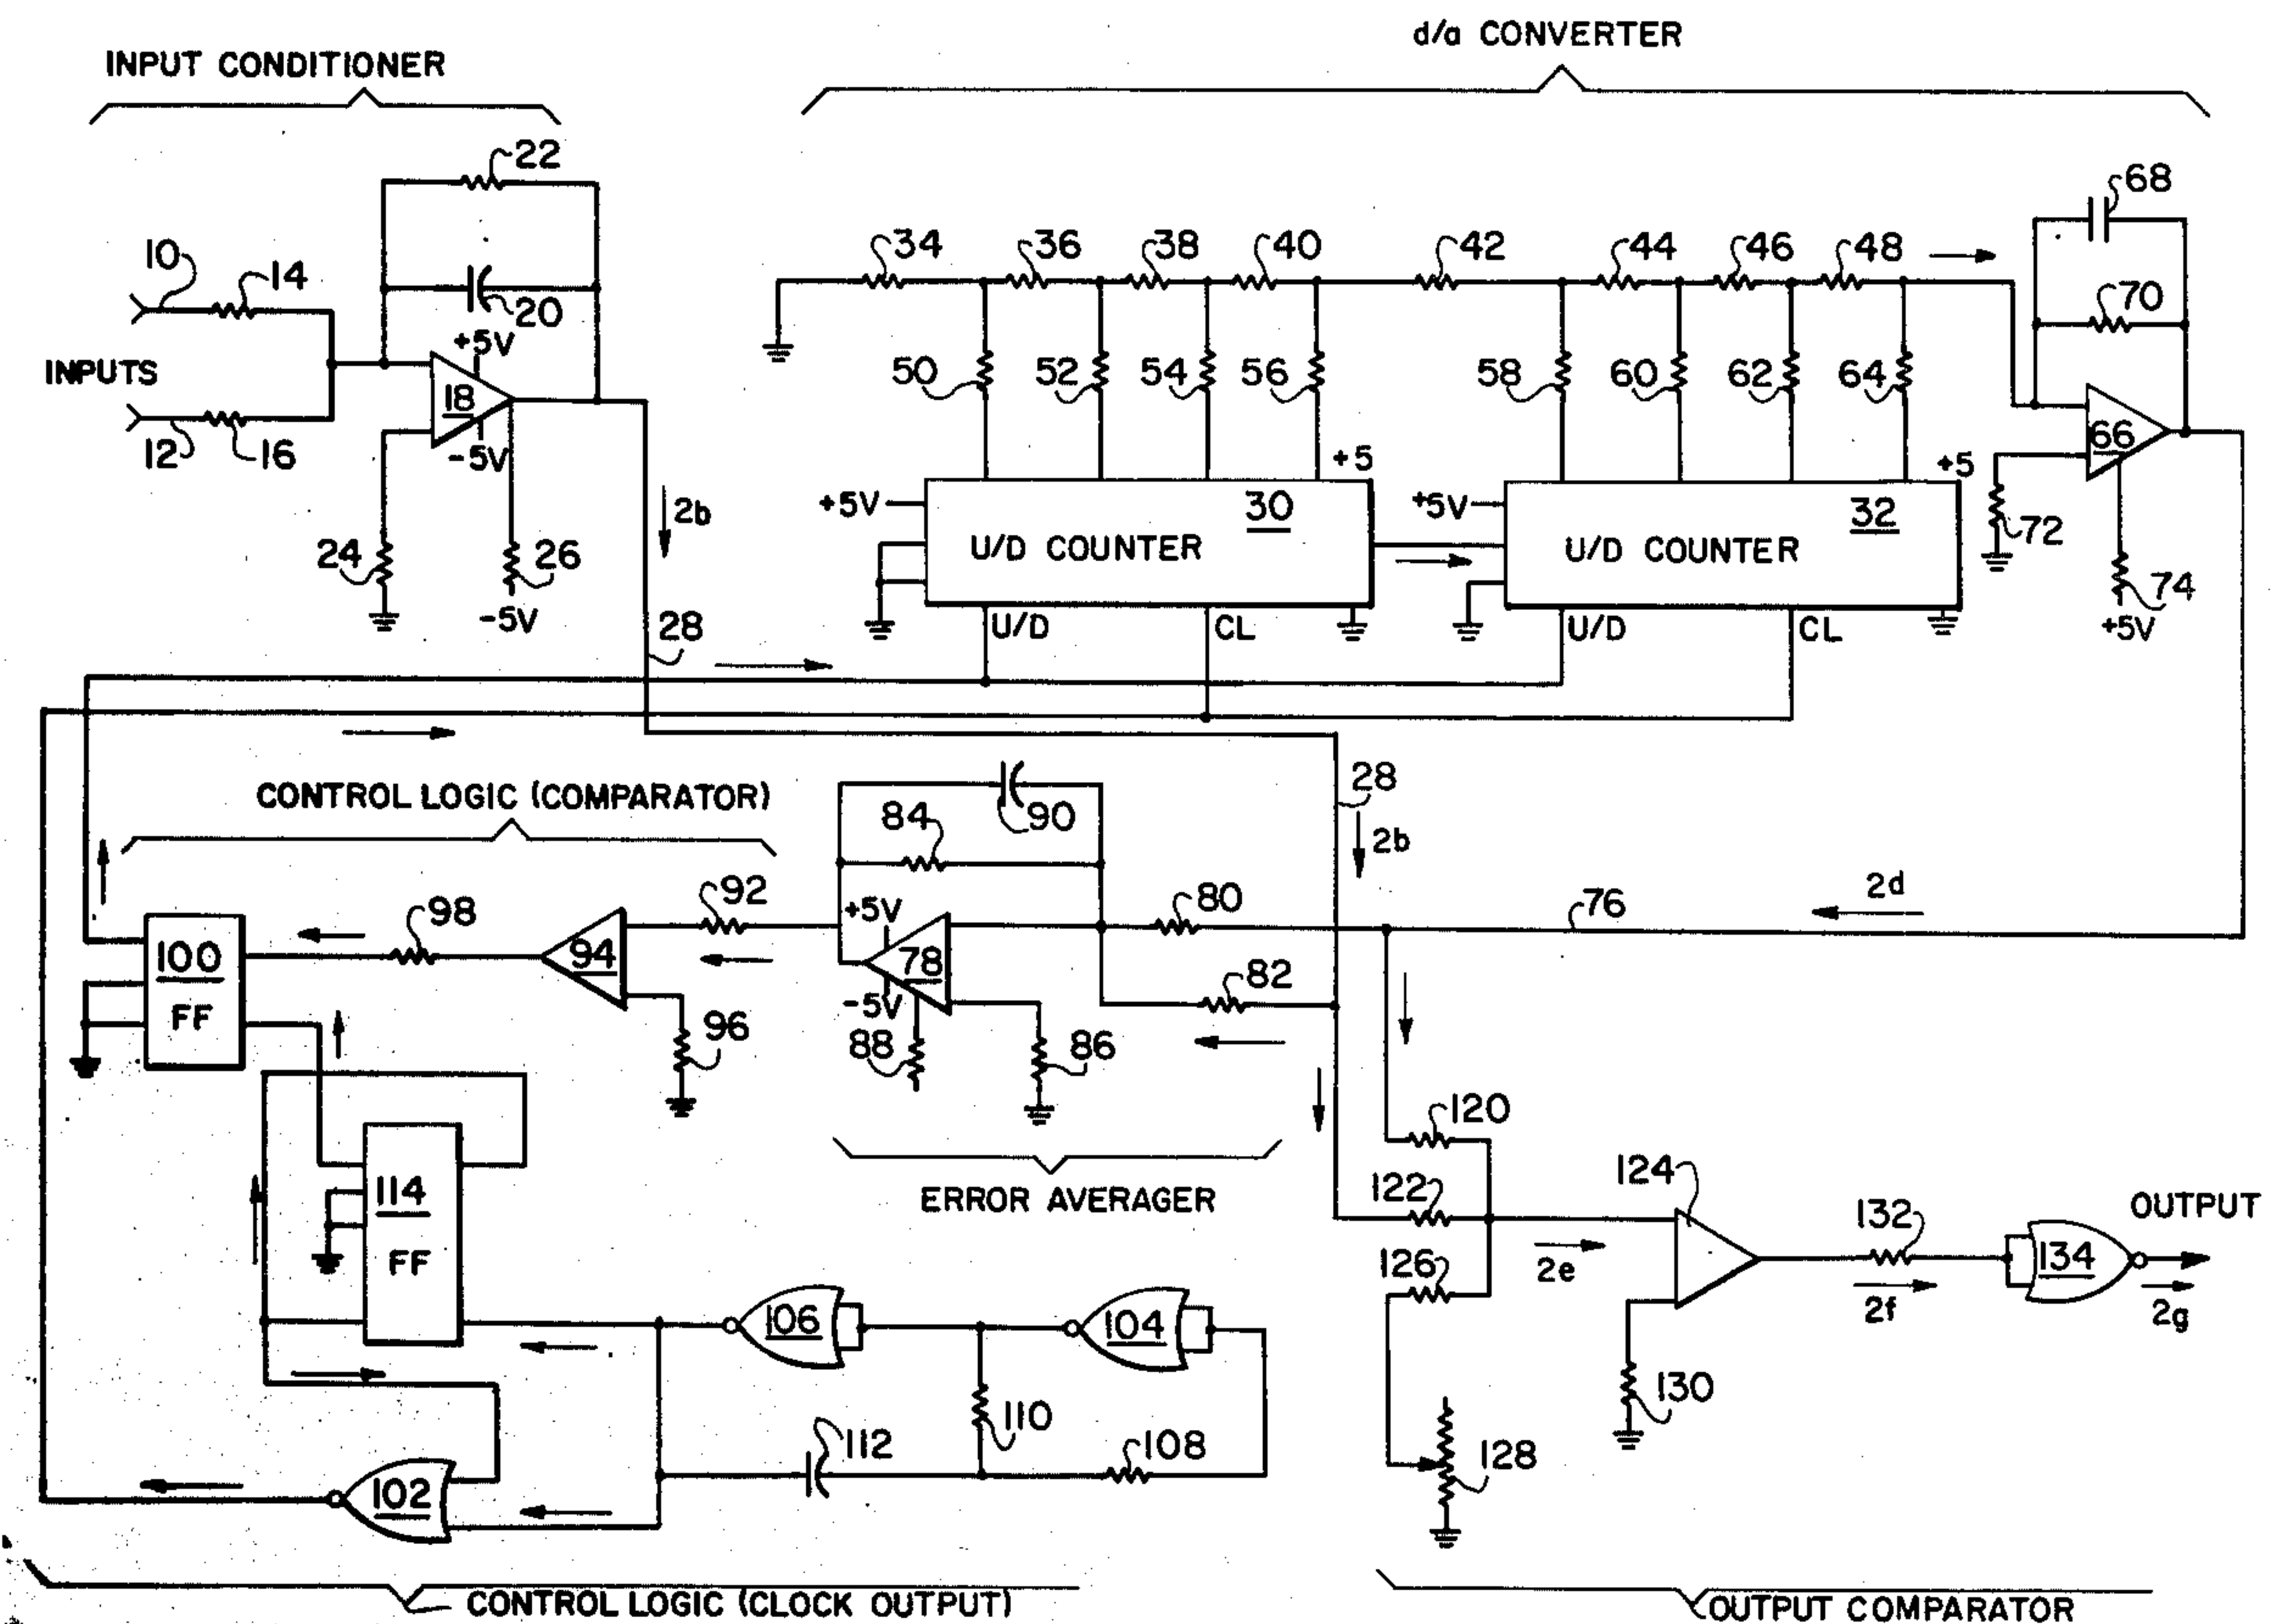 d/a CONVERTER
INPUT CONDITIONER
22
68
10
14
34
36
38
40
42
44
46
48
20
70
+5V
INPUTS
50
52
54
56
58
60
62
64
18
12
16
-5V
66
+5
+5
+5V
30
+5V
32
2b
72
24
26
U/D COUNTER
U/D COUNTER
74
-5V
28
U/D
CL
U/D
CL
+5V
CONTROL LOGIC (COMPARATOR)
28
90
84
2b
92
80
76
2d
98
+5V
100
94
78
82
FF
-5V
96
88
86
120
114
ERROR AVERAGER
122
124
OUTPUT
132
FF
126
2e
134
106
104
2f
2g
110
130
112
108
128
102
CONTROL LOGIC (CLOCK OUTPUT)
OUTPUT COMPARATOR